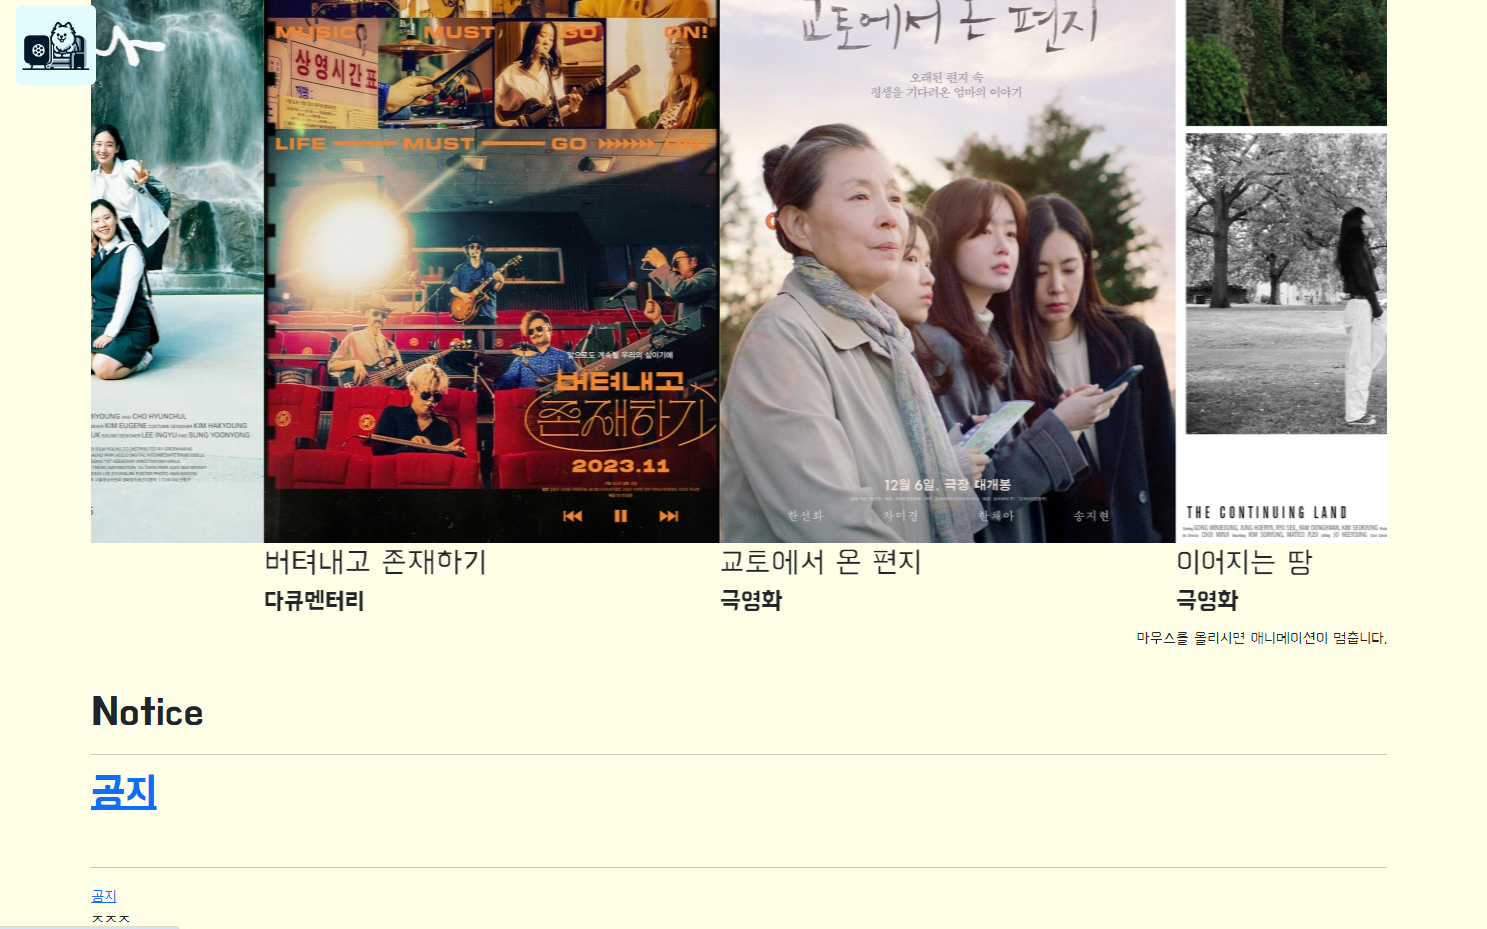 MUSIC MUST GO ON!
상영시간표
제명:
LIFE MUST GO ON!
앞으로도 계속될 우리의 삶이기에
버텨내고
존재하기
2023.11
교토에서 온 편지
오래된 편지 속
평생을 기다려온 엄마의 이야기
12월 6일, 극장 대개봉
한선화 차미경 한채아 송지현
AND CHO HYUNCHUL
KIM EUGENE COSTUME DESIGNER KIM HAKYOUNG
SOUND DESIGNER LEE INGYU AND SUNG YOONYONG
THE CONTINUING LAND
버텨내고 존재하기
다큐멘터리
교토에서 온 편지
극영화
이어지는 땅
극영화
마우스를 올리시면 애니메이션이 멈춥니다.
Notice
공지
공지
ㅈㅈㅈ